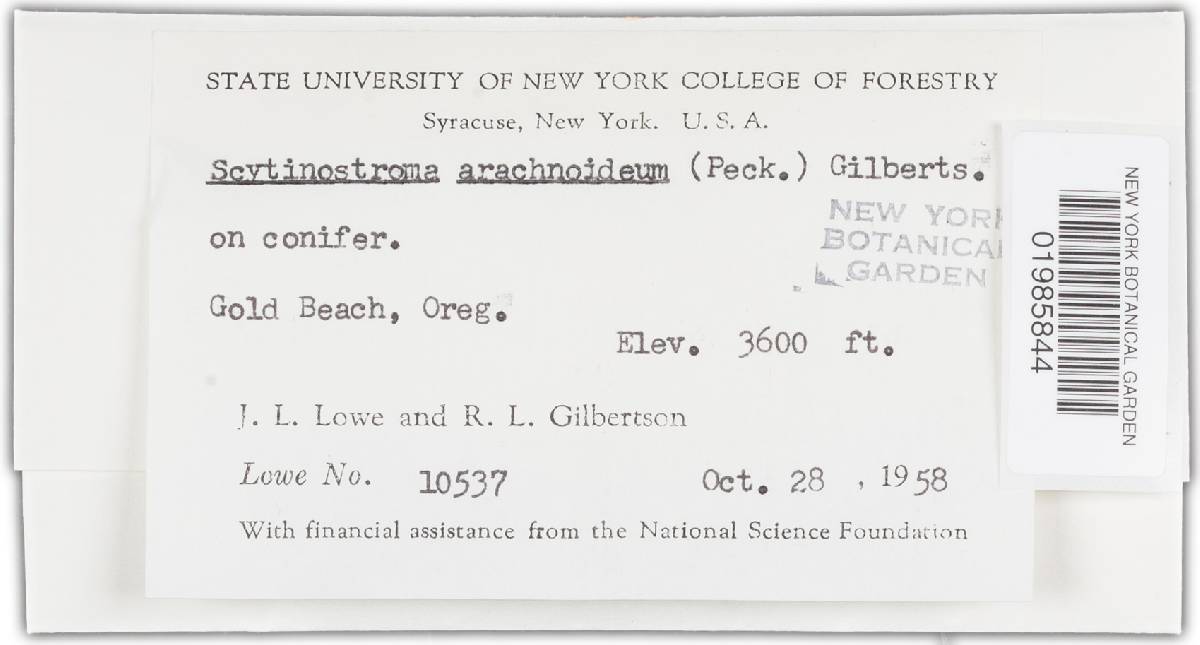 STATE UNIVERSITY OF NEW YORK COLLEGE OF FORESTRY
Syracuse, New York. U. S. A.
Scytinostroma arachnoideum (Peck.) Gilberts.
on conifer.
Gold Beach, Oreg.
Elev. 3600 ft.
J. L. Lowe and R. L. Gilbertson
Lowe No. 10537 Oct. 28 , 1958
With financial assistance from the National Science Foundation
NEW YORK
BOTANICAL
GARDEN
NEW YORK BOTANICAL GARDEN
01985844